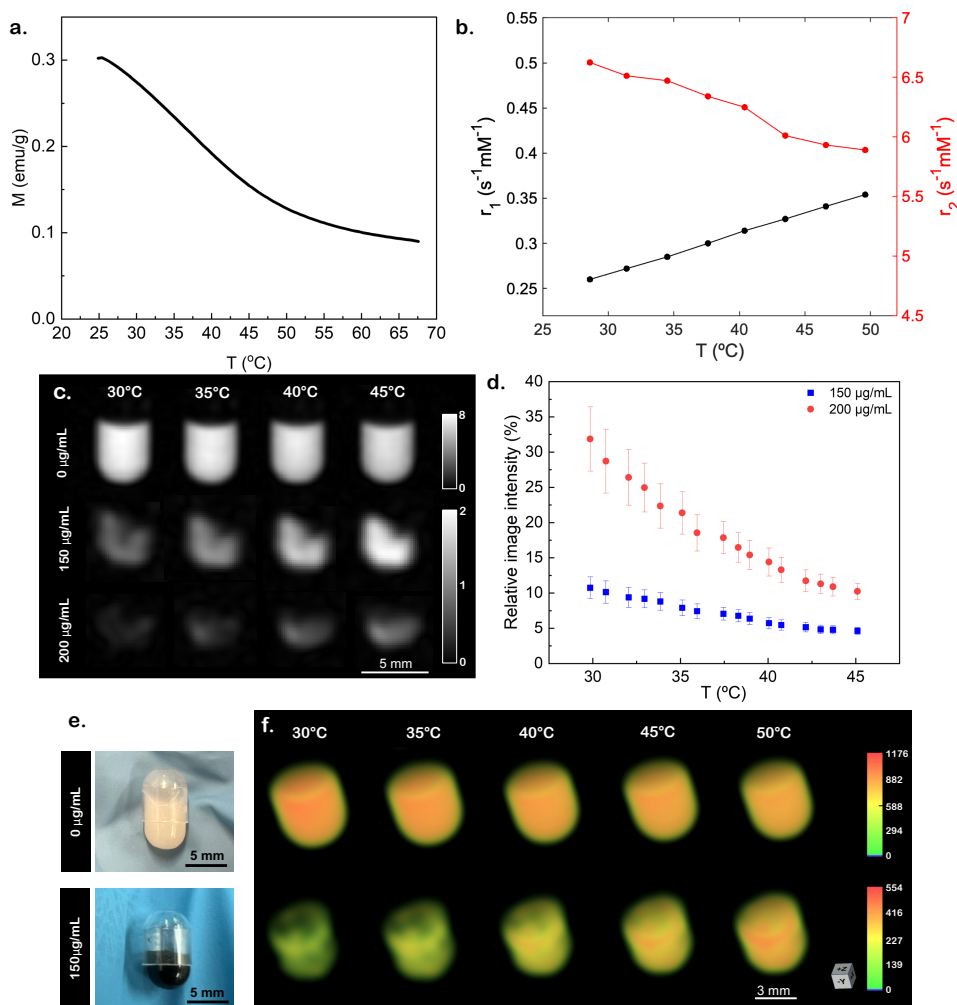 a.
M (emu/g)
0.3
0.2
0.1
0.0
20 25 30 35 40 45 50 55 60 65 70
T (°C)
b.
r1 (s-1mM-1)
0.55
0.5
0.45
0.4
0.35
0.3
0.25
25 30 35 40 45 50
T (ºC)
7
6.5
6
5.5
5
4.5
r2 (s-1mM-1)
c.
30°C 35°C 40°C 45°C
0 µg/mL
8
0
150 µg/mL
2
1
200 µg/mL
0
5 mm
d.
150 µg/mL
200 µg/mL
Relative image intensity (%)
40
35
30
25
20
15
10
5
0
30 35 40 45
T (ºC)
e.
0 µg/mL
5 mm
150µg/mL
5 mm
f.
30°C 35°C 40°C 45°C 50°C
1176
882
588
294
0
554
416
227
139
0
3 mm
+Z
-Y